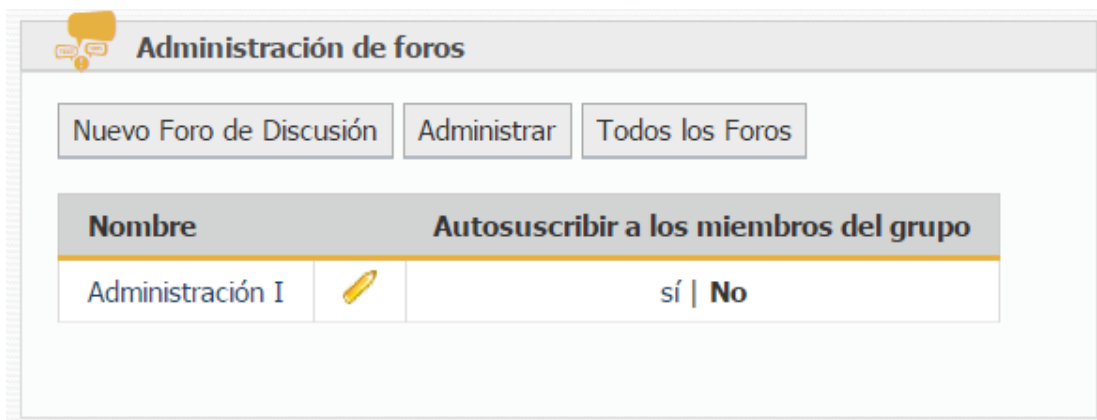 Administración de foros
Nuevo Foro de Discusión Administrar Todos los Foros
Nombre Autosuscribir a los miembros del grupo
Administración I sí | No